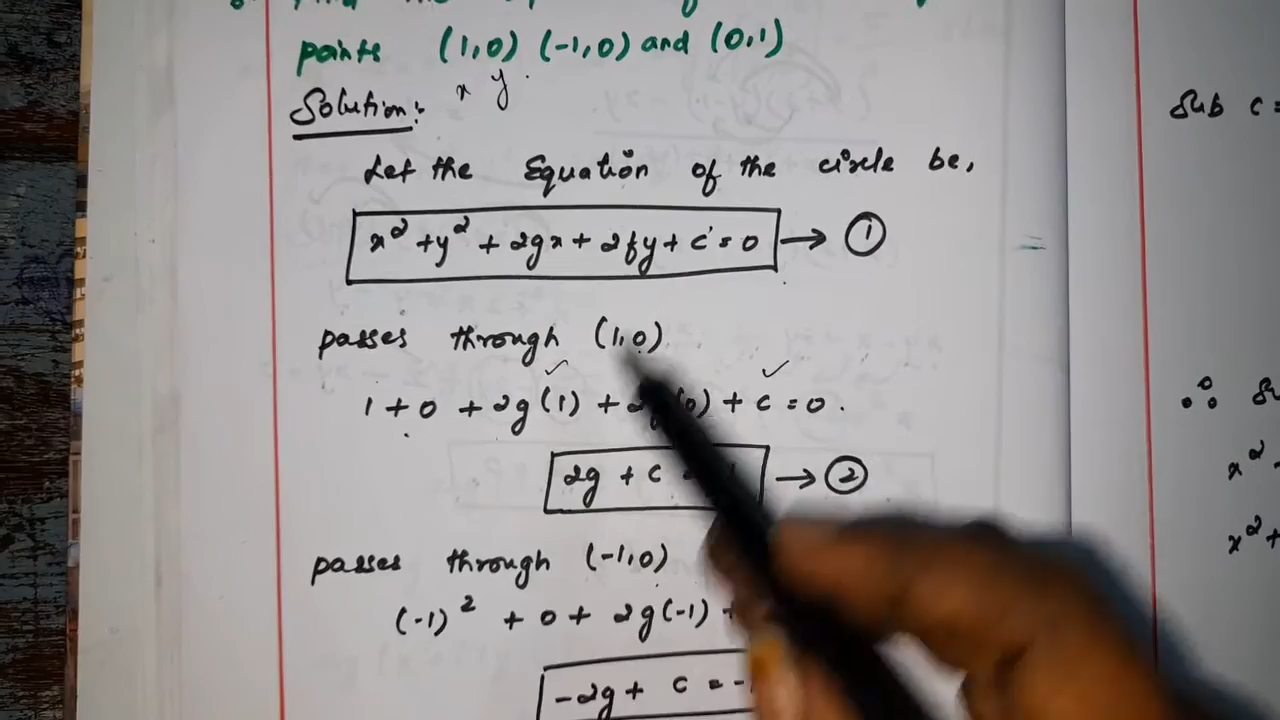 points (1,0) (-1,0) and (0,1)
x y
Solution:
Let the Equation of the circle be,
x² + y² + 2gx + 2fy + c = 0 → ①
passes through (1,0)
1 + 0 + 2g(1) + 2 (0) + c = 0.
2g + c → ②
passes through (-1,0)
(-1)² + 0 + 2g(-1) +
-2g + c = -
Sub c =
∴
x²
x² +